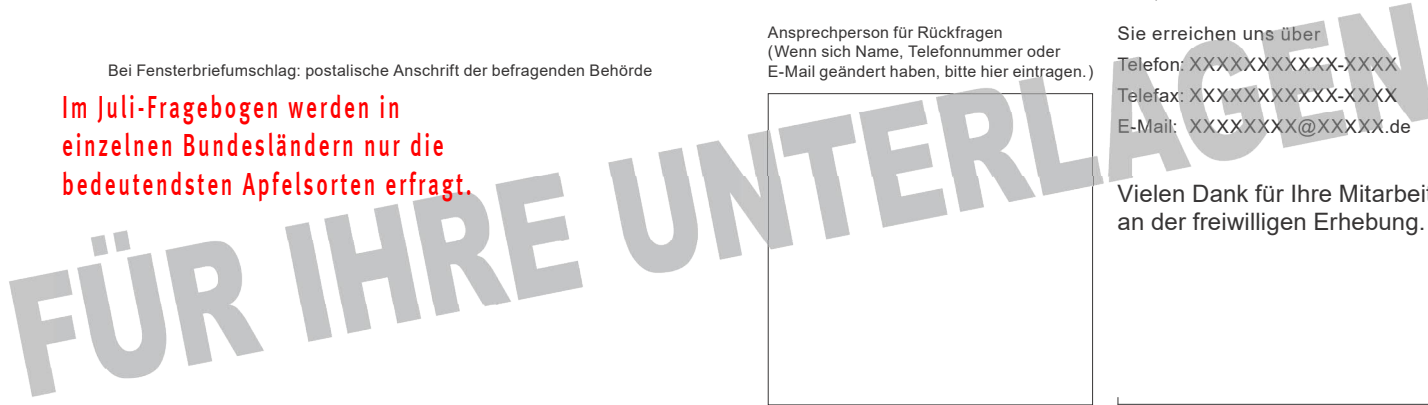 Bei Fensterbriefumschlag: postalische Anschrift der befragenden Behörde
Im Juli-Fragebogen werden in
einzelnen Bundesländern nur die
bedeutendsten Apfelsorten erfragt.
Ansprechperson für Rückfragen
(Wenn sich Name, Telefonnummer oder
E-Mail geändert haben, bitte hier eintragen.)
Sie erreichen uns über
Telefon: XXXXXXXXXXX-XXXX
Telefax: XXXXXXXXXXX-XXXX
E-Mail: XXXXXXXX@XXXXX.de
Vielen Dank für Ihre Mitarbeit
an der freiwilligen Erhebung.
FÜR IHRE UNTERLAGEN